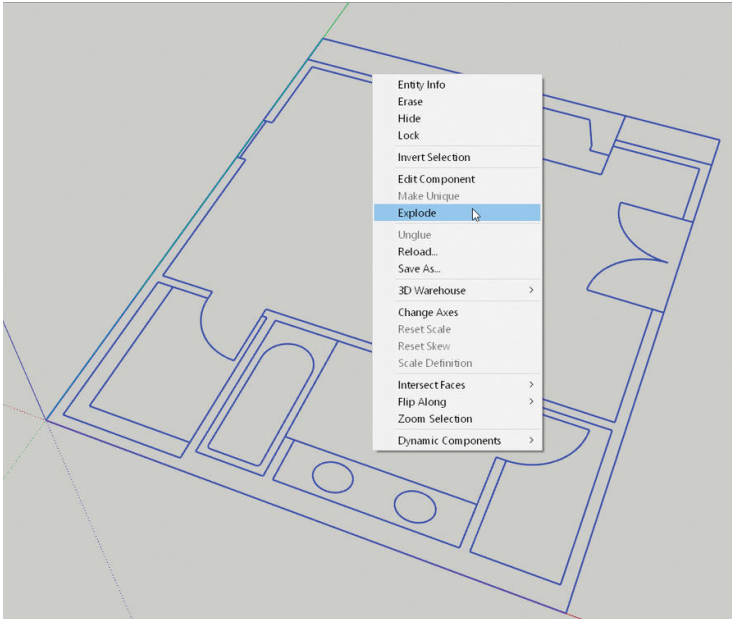 Entity Info
Erase
Hide
Lock
Invert Selection
Edit Component
Make Unique
Explode
Unglue
Reload...
Save As...
3D Warehouse
Change Axes
Reset Scale
Reset Skew
Scale Definition
Intersect Faces
Flip Along
Zoom Selection
Dynamic Components